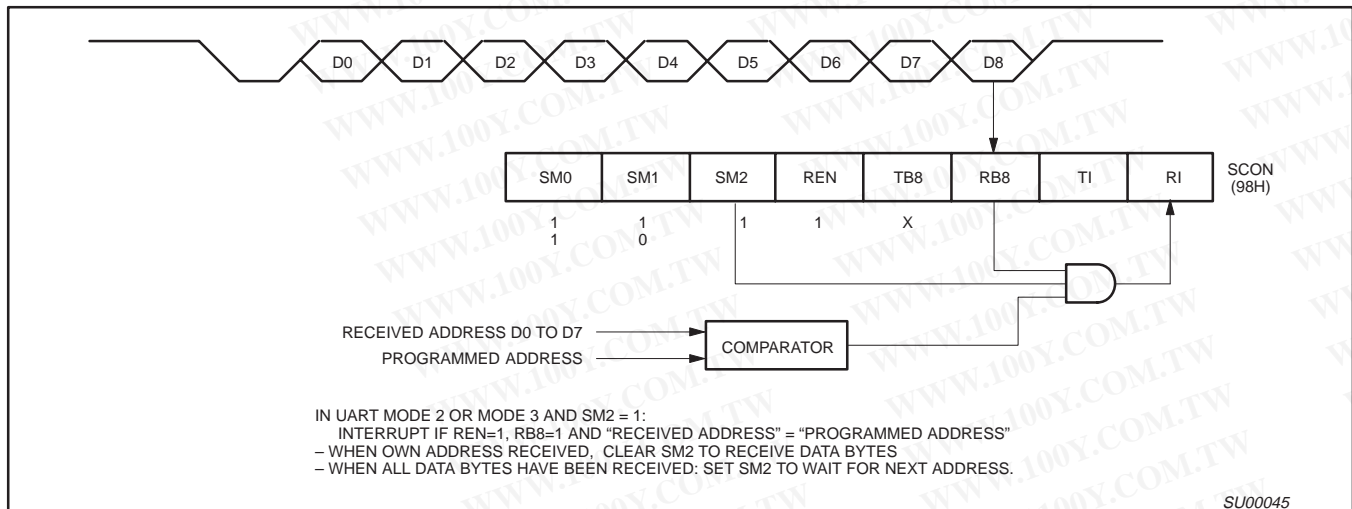 D0 D1 D2 D3 D4 D5 D6 D7 D8
SM0 SM1 SM2 REN TB8 RB8 TI RI
SCON
(98H)
1 1 1 1 X
1 0
RECEIVED ADDRESS D0 TO D7
PROGRAMMED ADDRESS
COMPARATOR
IN UART MODE 2 OR MODE 3 AND SM2 = 1:
INTERRUPT IF REN=1, RB8=1 AND “RECEIVED ADDRESS” = “PROGRAMMED ADDRESS”
– WHEN OWN ADDRESS RECEIVED, CLEAR SM2 TO RECEIVE DATA BYTES
– WHEN ALL DATA BYTES HAVE BEEN RECEIVED: SET SM2 TO WAIT FOR NEXT ADDRESS.
SU00045
WWW.100Y.COM.TW